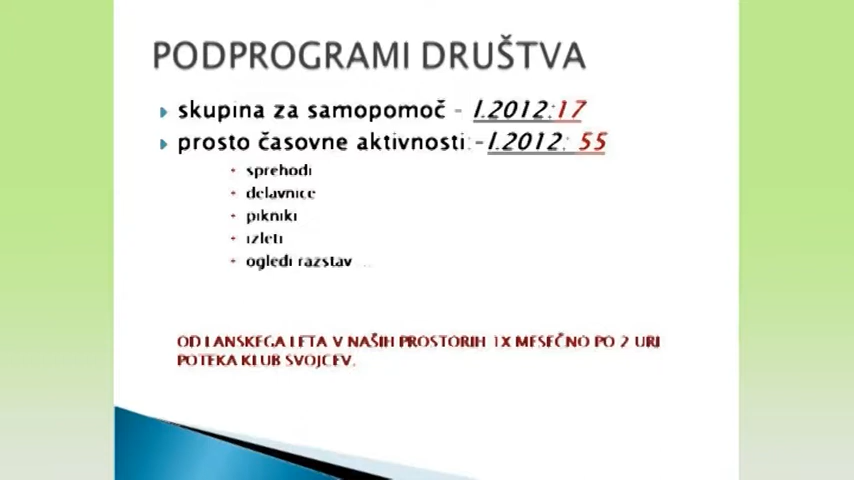 PODPROGRAMI DRUŠTVA
skupina za samopomoč - l.2012:17
prosto časovne aktivnosti:-l.2012: 55
sprehodi
delavnice
pikniki
izleti
ogledi razstav ...
OD LANSKEGA LETA V NAŠIH PROSTORIH 1X MESEČNO PO 2 URI
POTEKA KLUB SVOJCEV.